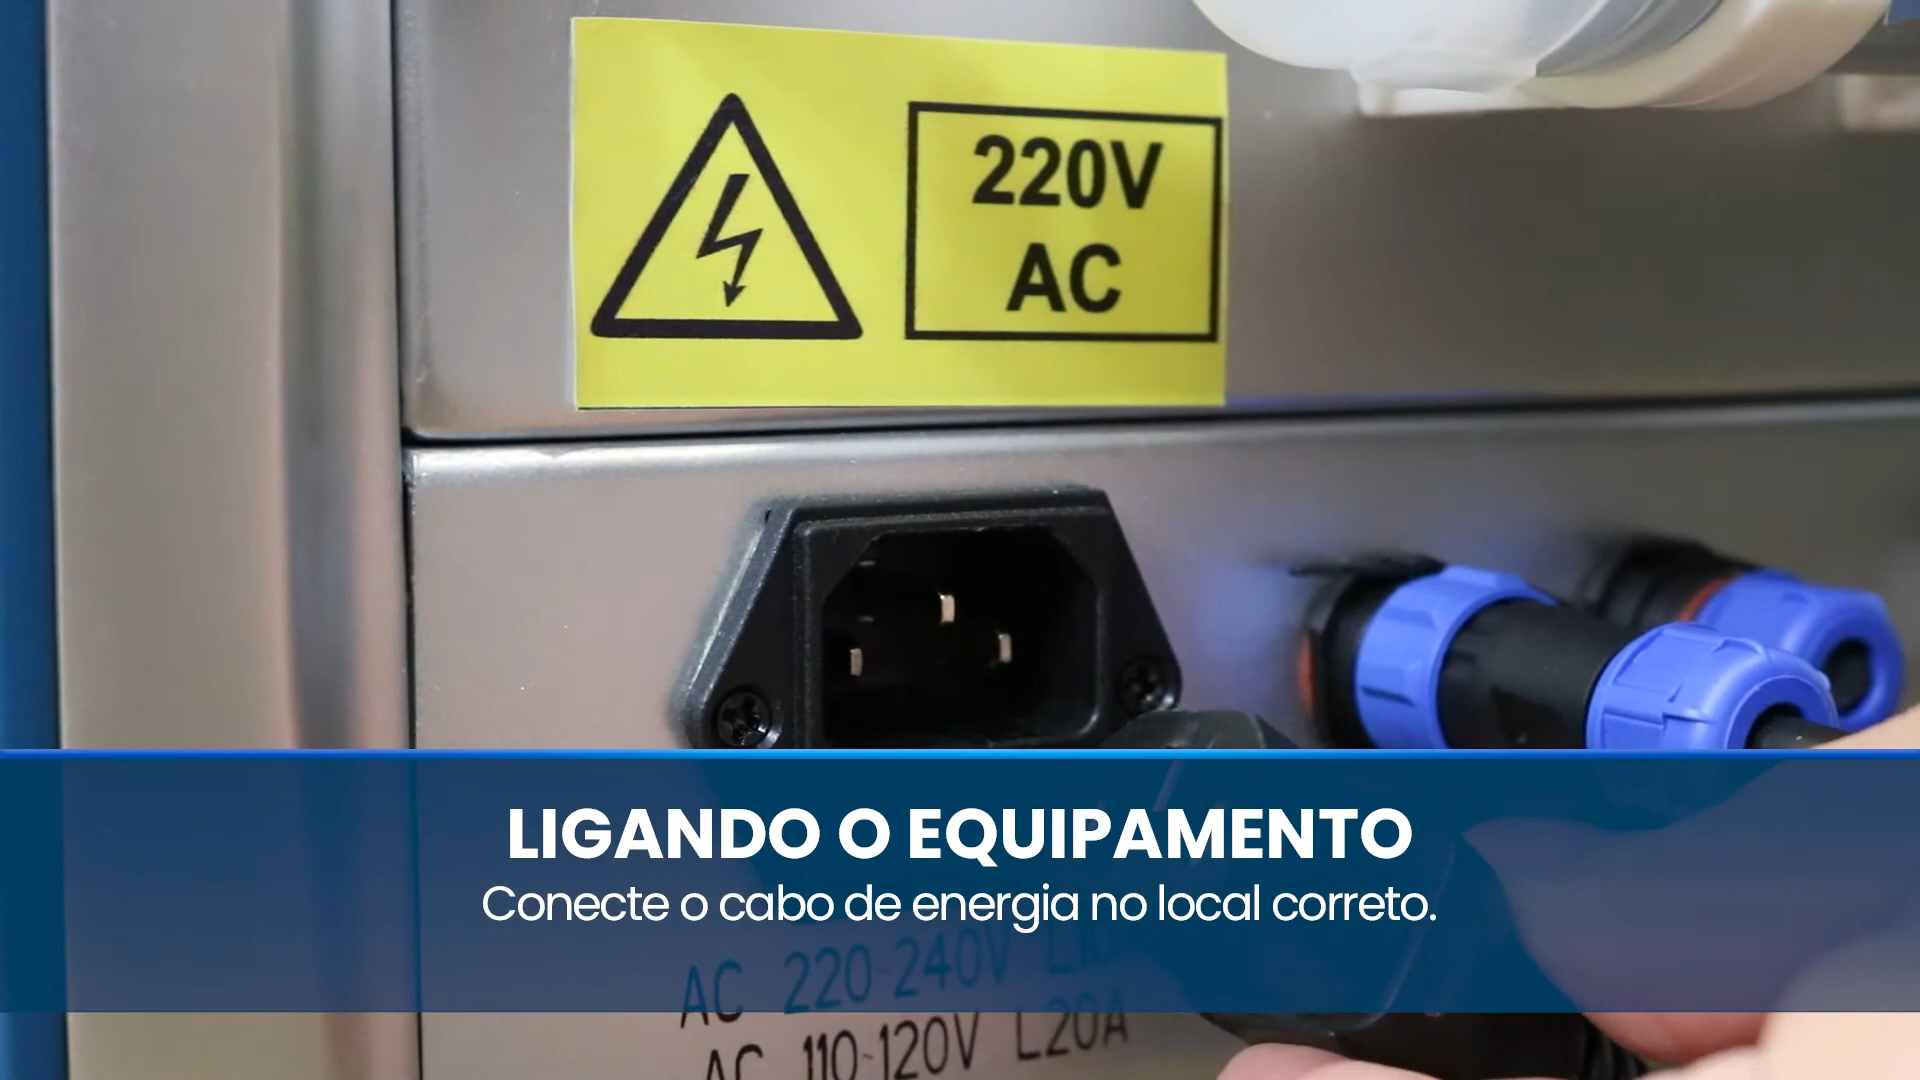 220V
AC
LIGANDO O EQUIPAMENTO
Conecte o cabo de energia no local correto.
AC 220-240V
AC 110-120V L20A